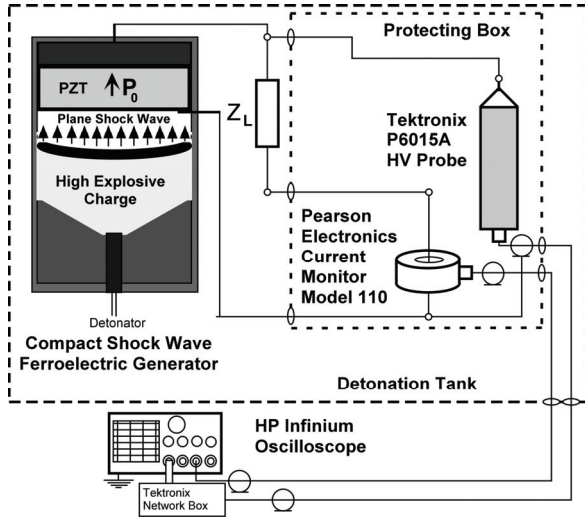 Protecting Box
PZT
P0
Plane Shock Wave
High Explosive
Charge
ZL
Tektronix
P6015A
HV Probe
Pearson
Electronics
Current
Monitor
Model 110
Detonator
Compact Shock Wave
Ferroelectric Generator
Detonation Tank
HP Infinium
Oscilloscope
Tektronix
Network Box